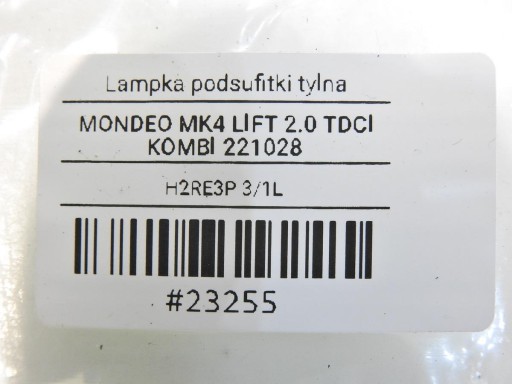 Lampka podsufitki tylna
MONDEO MK4 LIFT 2.0 TDCI
KOMBI 221028
H2RE3P 3/1L
#23255